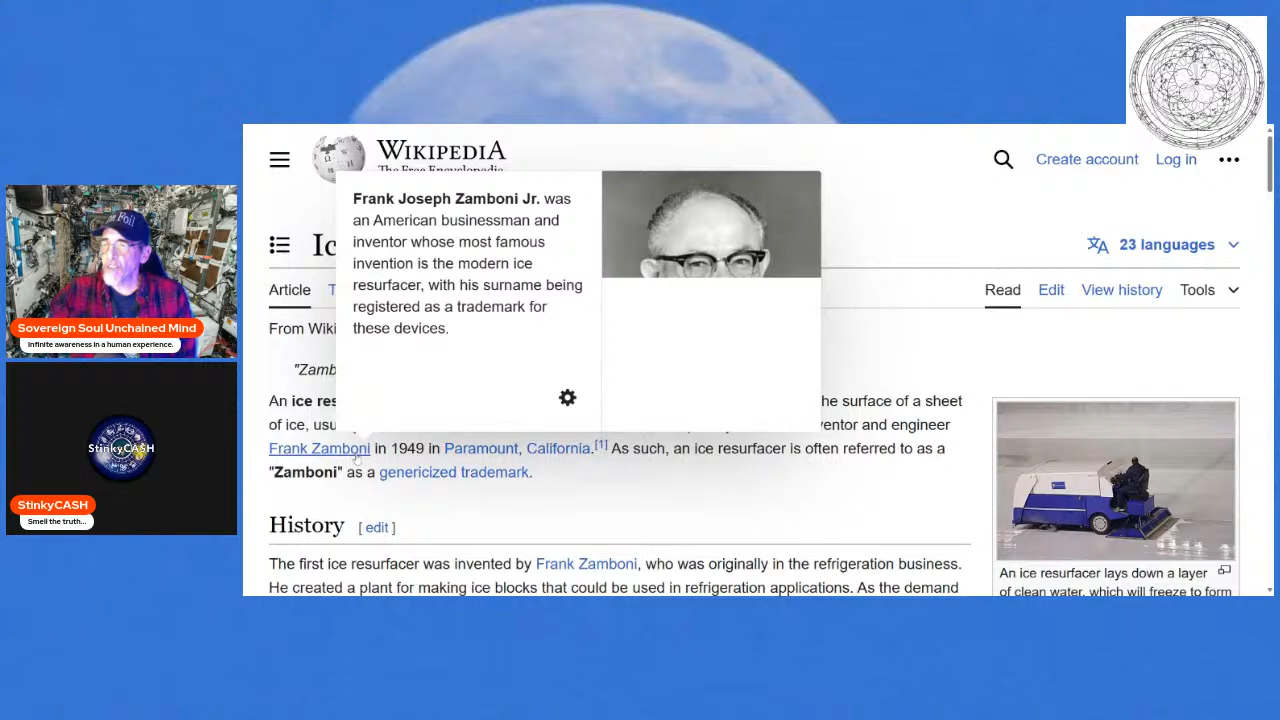 WIKIPEDIA
The Free Encyclopedia
Create account
Log in
Frank Joseph Zamboni Jr. was
an American businessman and
inventor whose most famous
invention is the modern ice
resurfacer, with his surname being
registered as a trademark for
these devices.
Ic
23 languages
Article
T
Read
Edit
View history
Tools
From Wiki
"Zamb
An ice res
he surface of a sheet
of ice, usu
ventor and engineer
Frank Zamboni in 1949 in Paramount, California.[1] As such, an ice resurfacer is often referred to as a
"Zamboni" as a genericized trademark.
History [ edit ]
The first ice resurfacer was invented by Frank Zamboni, who was originally in the refrigeration business.
He created a plant for making ice blocks that could be used in refrigeration applications. As the demand
An ice resurfacer lays down a layer
of clean water, which will freeze to form
Foil
Sovereign Soul Unchained Mind
Infinite awareness in a human experience.
StinkyCASH
StinkyCASH
Smell the truth...